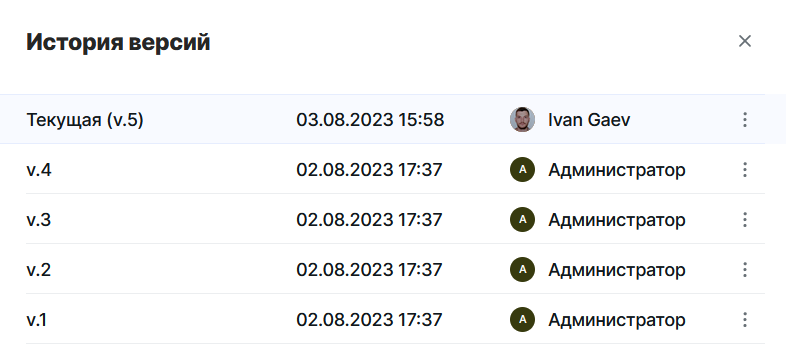 История версий
Текущая (v.5) 03.08.2023 15:58 Ivan Gaev
v.4 02.08.2023 17:37 A Администратор
v.3 02.08.2023 17:37 A Администратор
v.2 02.08.2023 17:37 A Администратор
v.1 02.08.2023 17:37 A Администратор